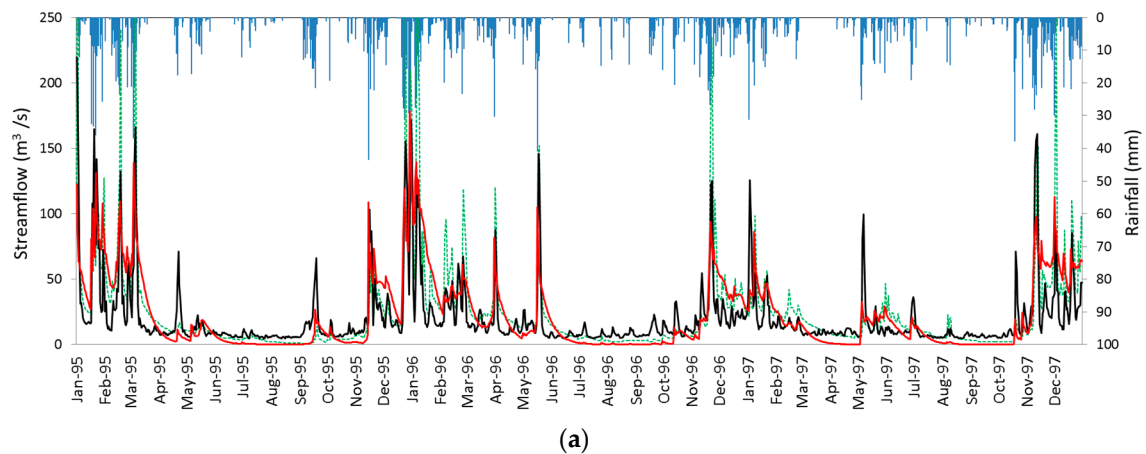 250
200
150
100
50
0
Streamflow (m³ /s)
0
10
20
30
40
50
60
70
80
90
100
Rainfall (mm)
Jan-95
Feb-95
Mar-95
Apr-95
May-95
Jun-95
Jul-95
Aug-95
Sep-95
Oct-95
Nov-95
Dec-95
Jan-96
Feb-96
Mar-96
Apr-96
May-96
Jun-96
Jul-96
Aug-96
Sep-96
Oct-96
Nov-96
Dec-96
Jan-97
Feb-97
Mar-97
Apr-97
May-97
Jun-97
Jul-97
Aug-97
Sep-97
Oct-97
Nov-97
Dec-97
(a)